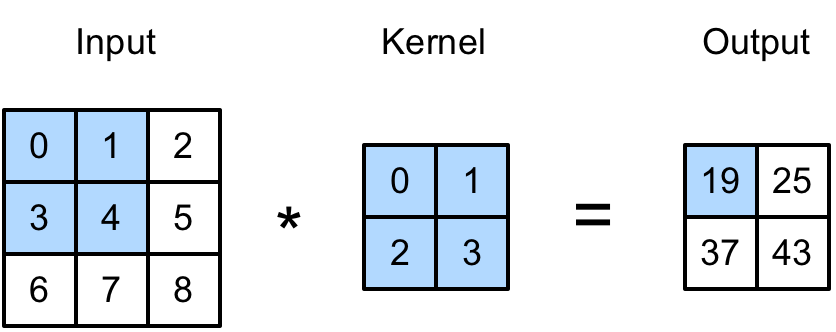 Input Kernel Output
0 1 2
0 1 19 25
3 4 5 * =
2 3 37 43
6 7 8